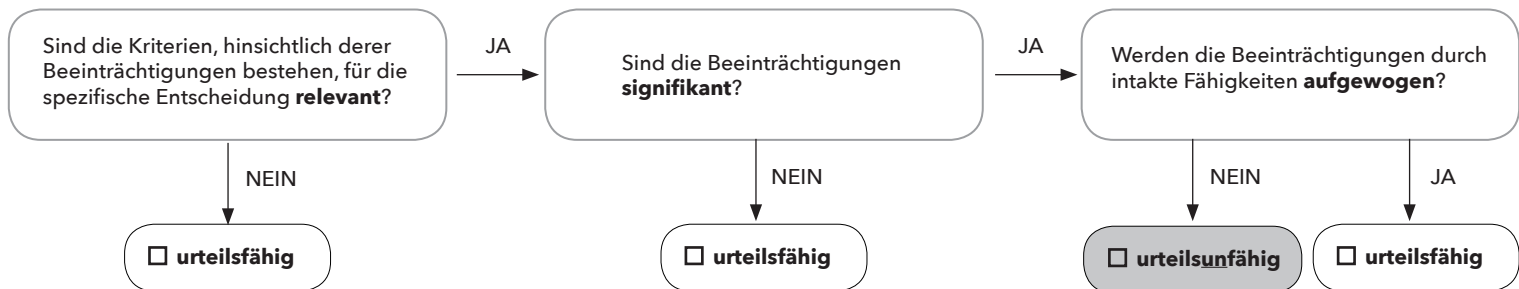 Sind die Kriterien, hinsichtlich derer
Beeinträchtigungen bestehen, für die
spezifische Entscheidung relevant?
JA
Sind die Beeinträchtigungen
signifikant?
JA
Werden die Beeinträchtigungen durch
intakte Fähigkeiten aufgewogen?
NEIN
NEIN
NEIN
JA
☐ urteilsfähig
☐ urteilsfähig
☐ urteilsunfähig
☐ urteilsfähig